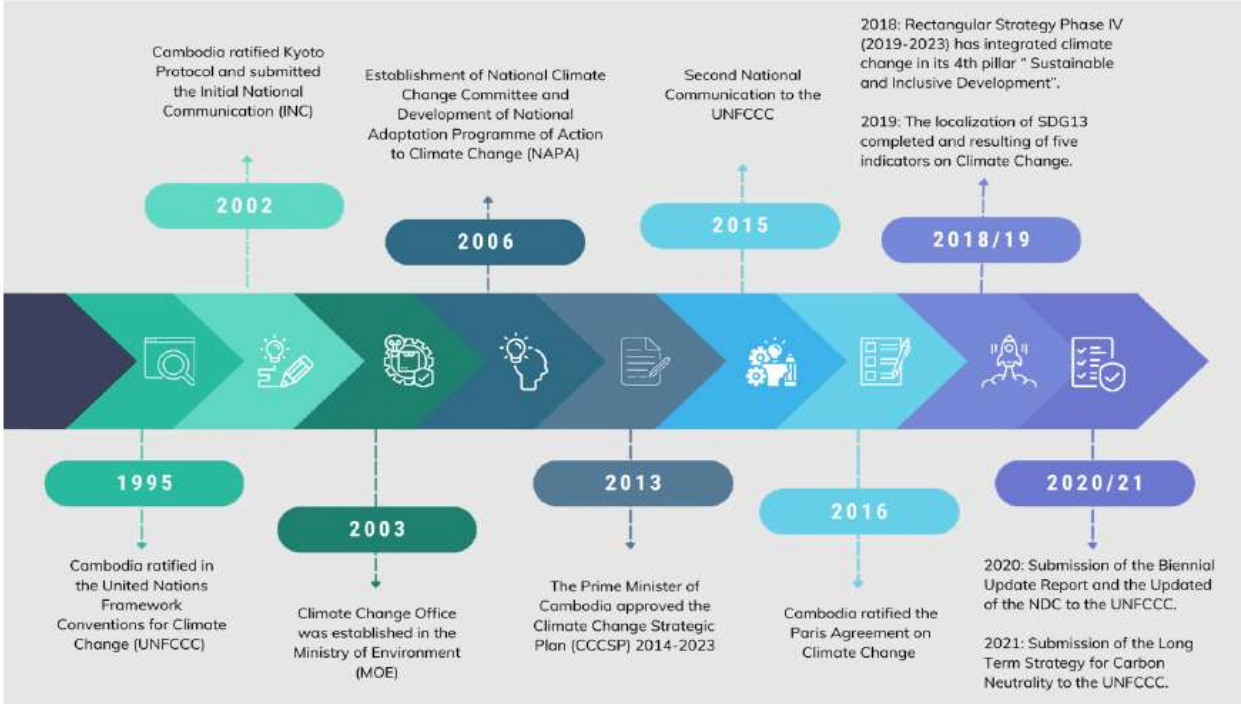 Cambodia ratified Kyoto
Protocol and submitted
the Initial National
Communication (INC)
2002
Establishment of National Climate
Change Committee and
Development of National
Adaptation Programme of Action
to Climate Change (NAPA)
2006
Second National
Communication to the
UNFCCC
2015
2018: Rectangular Strategy Phase IV
(2019-2023) has integrated climate
change in its 4th pillar " Sustainable
and Inclusive Development".
2019: The localization of SDG13
completed and resulting of five
indicators on Climate Change.
2018/19
1995
Cambodia ratified in
the United Nations
Framework
Conventions for Climate
Change (UNFCCC)
2003
Climate Change Office
was established in the
Ministry of Environment
(MOE)
2013
The Prime Minister of
Cambodia approved the
Climate Change Strategic
Plan (CCCSP) 2014-2023
2016
Cambodia ratified the
Paris Agreement on
Climate Change
2020/21
2020: Submission of the Biennial
Update Report and the Updated
of the NDC to the UNFCCC.
2021: Submission of the Long
Term Strategy for Carbon
Neutrality to the UNFCCC.